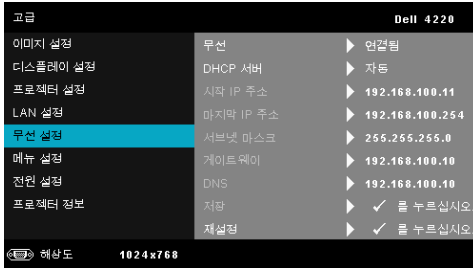 고급 Dell 4220
이미지 설정
디스플레이 설정
프로젝터 설정
LAN 설정
무선 설정
메뉴 설정
전원 설정
프로젝터 정보
무선 연결됨
DHCP 서버 자동
시작 IP 주소 192.168.100.11
마지막 IP 주소 192.168.100.254
서브넷 마스크 255.255.255.0
게이트웨이 192.168.100.10
DNS 192.168.100.10
저장 ✓ 를 누르십시오
재설정 ✓ 를 누르십시오
해상도 1024x768